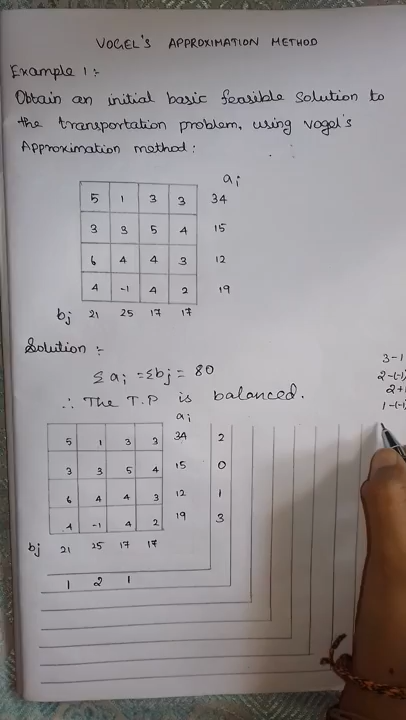 VOGEL'S APPROXIMATION METHOD
Example 1 :-
Obtain an initial basic feasible solution to
the transportation problem, using Vogel's
Approximation method :
ai
5 1 3 3 34
3 3 5 4 15
6 4 4 3 12
4 -1 4 2 19
bj 21 25 17 17
Solution :-
Σai = Σbj = 80
∴ The T.P is balanced.
ai
5 1 3 3 34 2
3 3 5 4 15 0
6 4 4 3 12 1
4 -1 4 2 19 3
bj 21 25 17 17
1 2 1
3-1
2-(-1)
2+
1-(-1)